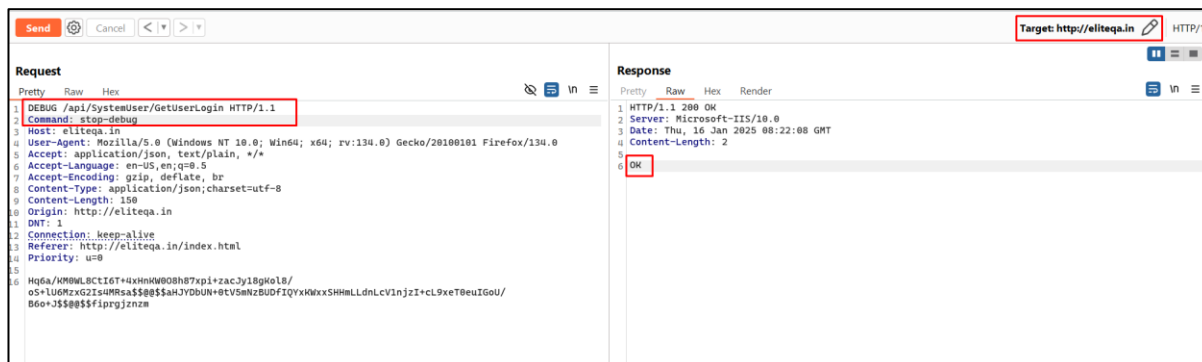 Send Cancel < > Target: http://eliteqa.in HTTP/
Request
Pretty Raw Hex \n
1 DEBUG /api/SystemUser/GetUserLogin HTTP/1.1
2 Command: stop-debug
3 Host: eliteqa.in
4 User-Agent: Mozilla/5.0 (Windows NT 10.0; Win64; x64; rv:134.0) Gecko/20100101 Firefox/134.0
5 Accept: application/json, text/plain, */*
6 Accept-Language: en-US,en;q=0.5
7 Accept-Encoding: gzip, deflate, br
8 Content-Type: application/json;charset=utf-8
9 Content-Length: 150
10 Origin: http://eliteqa.in
11 DNT: 1
12 Connection: keep-alive
13 Referer: http://eliteqa.in/index.html
14 Priority: u=0
15
16 Hq6a/KM0WL8CtI6T+4xHnKW0O8h87xpi+zacJy18gKol8/
oS+lU6MzxG2Is4MRsa$$@@$$aHJYDbUN+0tV5mNzBUDfIQYxKWxxSHHmLLdnLcV1njzI+cL9xeT0euIGoU/
B6o+J$$@@$$fiprgjznzm
Response
Pretty Raw Hex Render \n
1 HTTP/1.1 200 OK
2 Server: Microsoft-IIS/10.0
3 Date: Thu, 16 Jan 2025 08:22:08 GMT
4 Content-Length: 2
5
6 OK